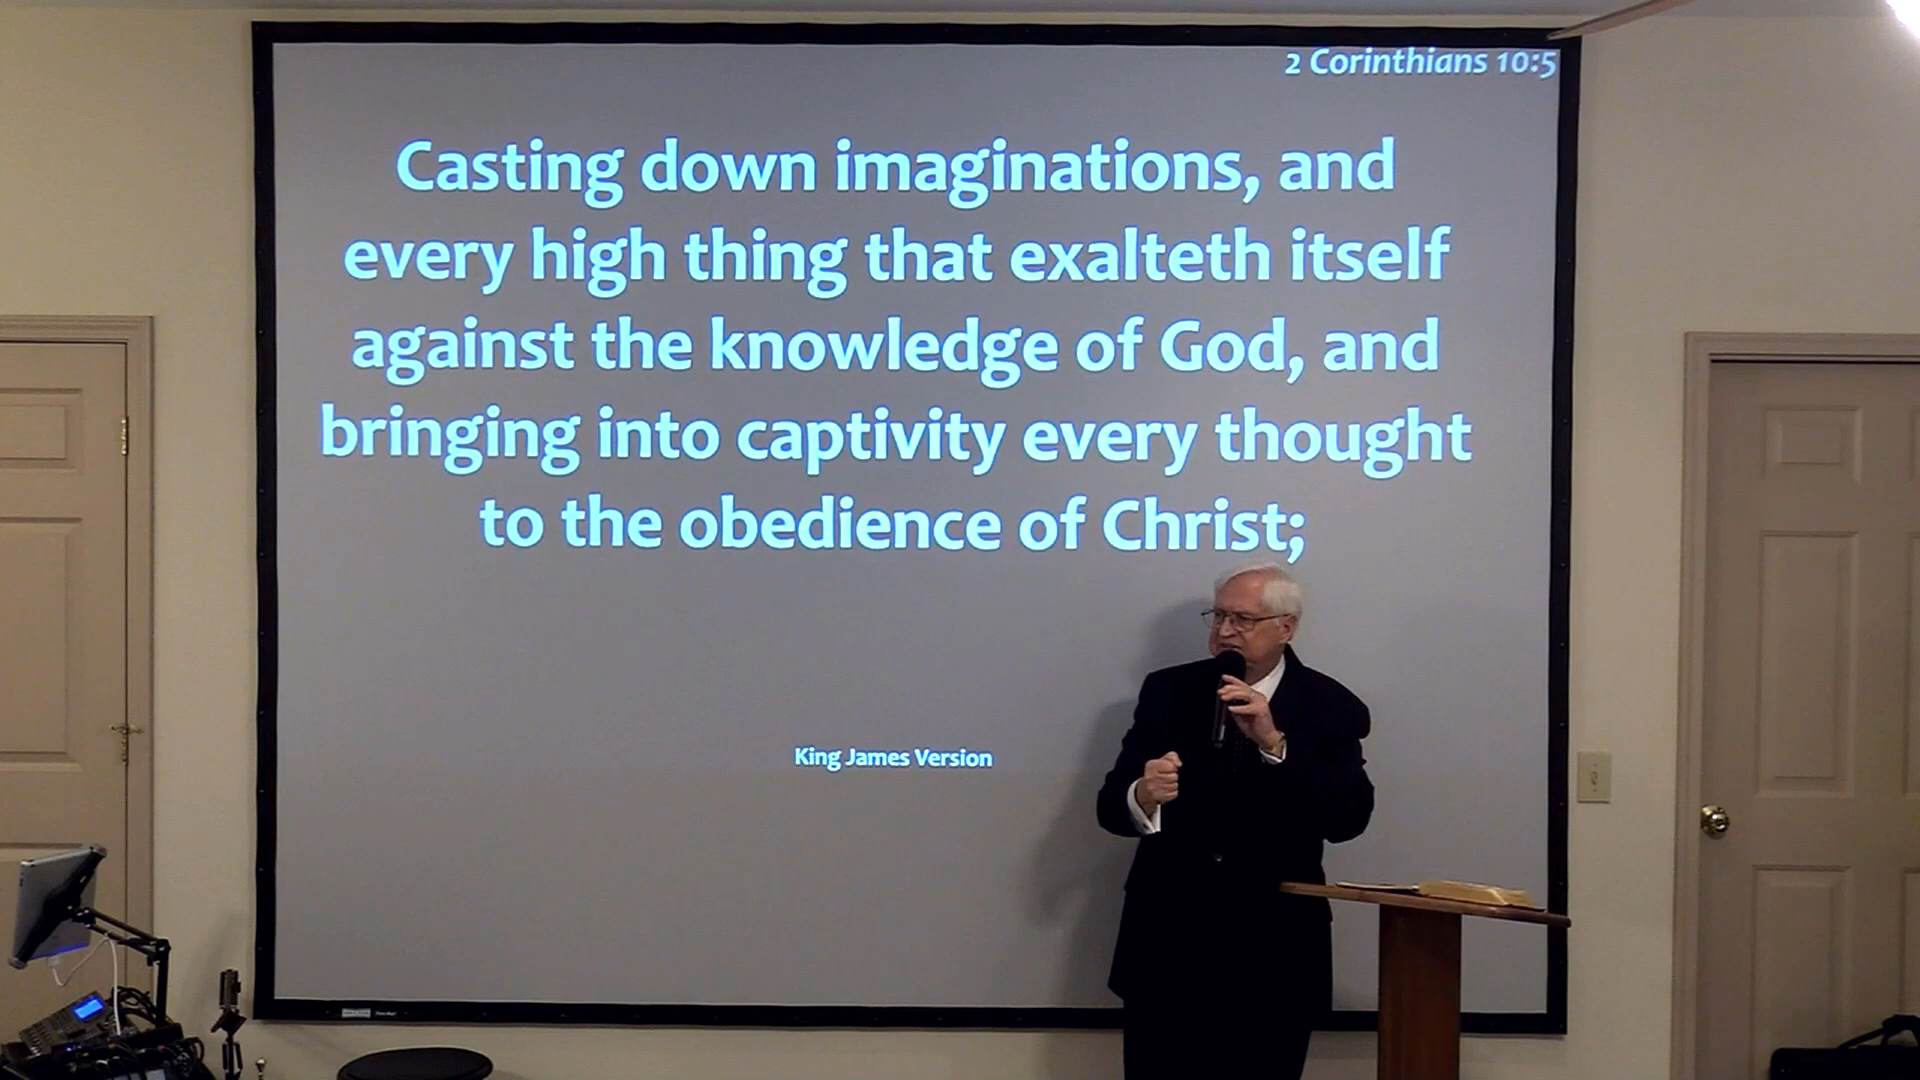 2 Corinthians 10:5
Casting down imaginations, and
every high thing that exalteth itself
against the knowledge of God, and
bringing into captivity every thought
to the obedience of Christ;
King James Version